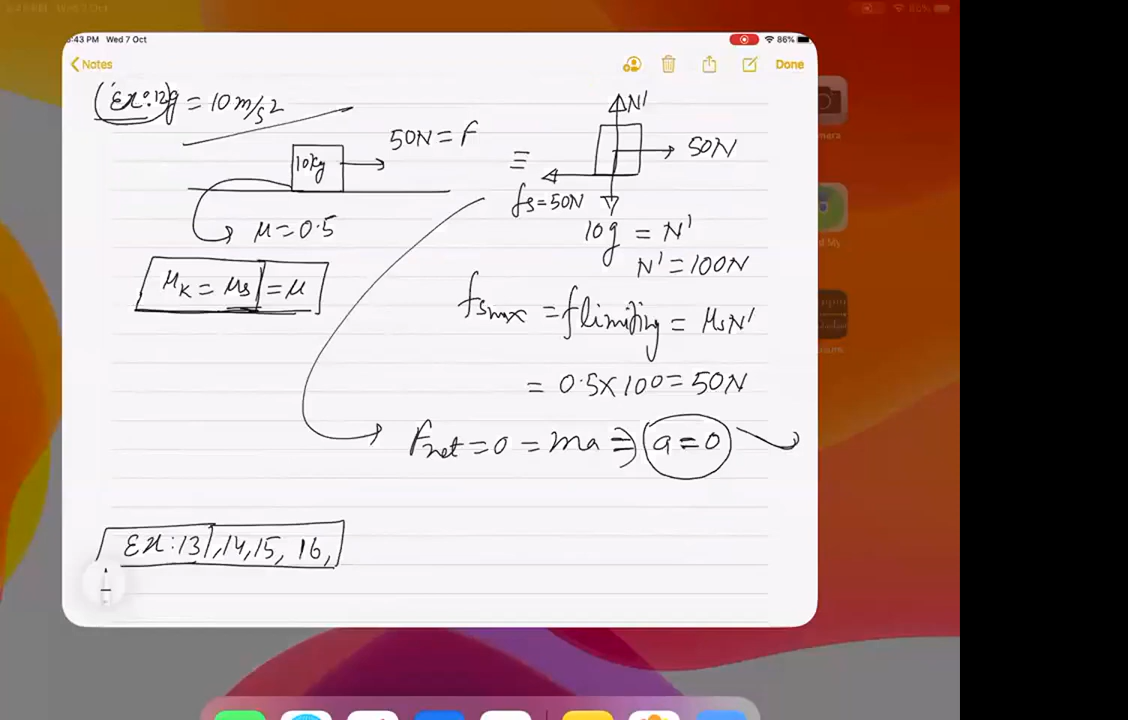 :43 PM Wed 7 Oct
86%
Notes
Done
(Ex:12) g = 10 m/s2
10kg
50N = F
μ = 0.5
μk = μs = μ
≡
N'
50N
fs = 50N
10g = N'
N' = 100N
fsmax = flimiting = μsN'
= 0.5 × 100 = 50N
Fnet = 0 = ma ⇒ a = 0
Ex: 13, 14, 15, 16,